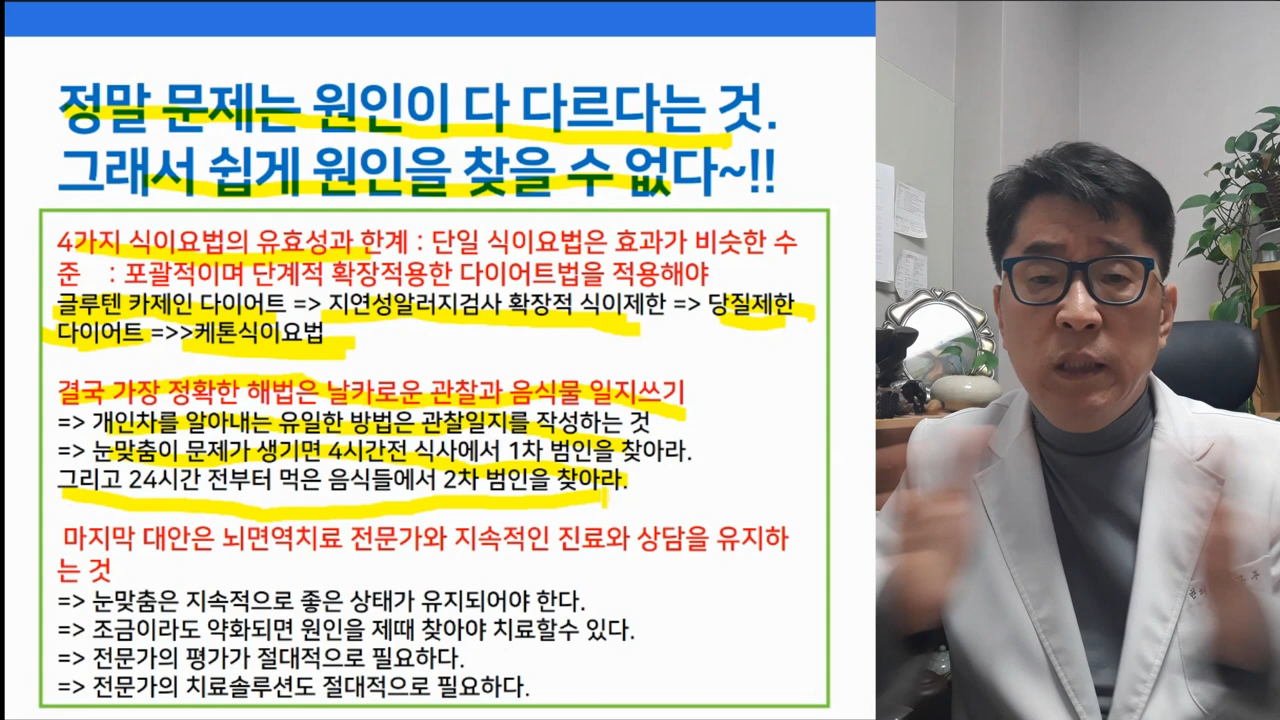 정말 문제는 원인이 다 다르다는 것.
그래서 쉽게 원인을 찾을 수 없다~!!
4가지 식이요법의 유효성과 한계 : 단일 식이요법은 효과가 비슷한 수
준 : 포괄적이며 단계적 확장적용한 다이어트법을 적용해야
글루텐 카제인 다이어트 => 지연성알러지검사 확장적 식이제한 => 당질제한
다이어트 =>>케톤식이요법
결국 가장 정확한 해법은 날카로운 관찰과 음식물 일지쓰기
=> 개인차를 알아내는 유일한 방법은 관찰일지를 작성하는 것
=> 눈맞춤이 문제가 생기면 4시간전 식사에서 1차 범인을 찾아라.
그리고 24시간 전부터 먹은 음식들에서 2차 범인을 찾아라.
마지막 대안은 뇌면역치료 전문가와 지속적인 진료와 상담을 유지하
는 것
=> 눈맞춤은 지속적으로 좋은 상태가 유지되어야 한다.
=> 조금이라도 약화되면 원인을 제때 찾아야 치료할수 있다.
=> 전문가의 평가가 절대적으로 필요하다.
=> 전문가의 치료솔루션도 절대적으로 필요하다.